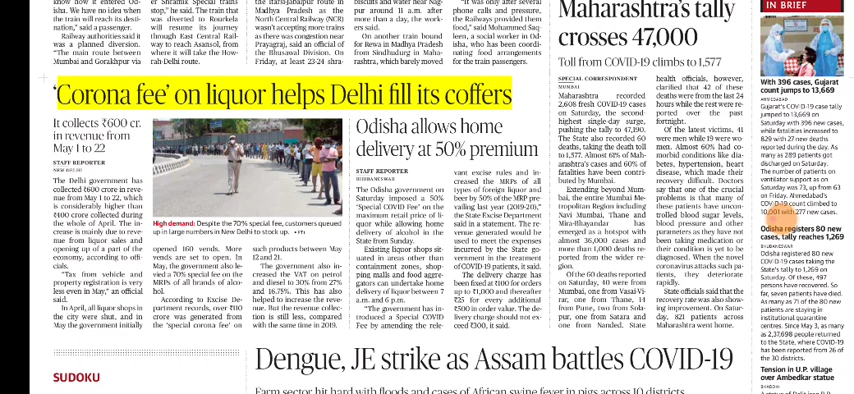 know how it ordered Od-
isha. We have no idea when
the train will reach its desti-
nation," said a passenger.
Railway authorities said it
was a planned diversion.
"The route between
Mumbai and Gorakhpur via
er Shramik Special trains
stop," he said. The train that
was diverted to Rourkela
will resume its journey
through East Central Rail-
way to reach Asansol, from
where it will take the How-
rah-Delhi route.
the Itarsi-Jabalpur route in
Madhya Pradesh as the
North Central Railway (NCR)
wasn't accepting more trains
as there was congestion near
Prayagraj, said an official of
the Bhusawal Division. On
Friday, at least 23-24 shra-
biscuits and water near Nag-
pur around 11 a.m. after
more than a day, the work-
ers said.
On another train bound
for Rewa in Madhya Pradesh
from Sindhudurg in Maha-
rashtra, which barely moved
"It was only after several
phone calls and pressure,
the Railways provided them
food," said Mohammed Saq-
leen, a social worker in Od-
isha, who has been coordi-
nating food arrangements
for the train passengers.
'Corona fee' on liquor helps Delhi fill its coffers
It collects ₹600 cr.
in revenue from
May 1 to 22
STAFF REPORTER
NEW DELHI
The Delhi government has
collected ₹600 crore in reve-
nue from May 1 to 22, which
is considerably higher than
₹400 crore collected during
the whole of April. The in-
crease is mainly due to reve-
nue from liquor sales and
opening up of a part of the
economy, according to offi-
cials.
"Tax from vehicle and
property registration is very
less even in May," an official
said.
In April, all liquor shops in
the city were shut, and in
May the government initially
High demand: Despite the 70% special fee, customers queued
up in large numbers in New Delhi to stock up. • PTI
opened 160 vends. More
vends are set to open. In
May, the government also le-
vied a 70% special fee on the
MRPs of all brands of alco-
hol.
According to Excise De-
partment records, over ₹110
crore was generated from
the 'special corona fee' on
such products between May
12 and 21.
The government also in-
creased the VAT on petrol
and diesel to 30% from 27%
and 16.75%. This has also
helped to increase the reve-
nue. But the revenue collec-
tion is still less, compared
with the same time in 2019.
Odisha allows home
delivery at 50% premium
STAFF REPORTER
BHUBANESWAR
The Odisha government on
Saturday imposed a 50%
"Special COVID Fee" on the
maximum retail price of li-
quor while allowing home
delivery of alcohol in the
State from Sunday.
Existing liquor shops sit-
uated in areas other than
containment zones, shop-
ping malls and food aggre-
gators can undertake home
delivery of liquor between 7
a.m. and 6 p.m.
"The government has in-
troduced a Special COVID
Fee by amending the rele-
vant excise rules and in-
creased the MRPs of all
types of foreign liquor and
beer by 50% of the MRP pre-
vailing last year (2019-20),"
the State Excise Department
said in a statement. The re-
venue generated would be
used to meet the expenses
incurred by the State go-
vernment in the treatment
of COVID patients, it said.
The delivery charge has
been fixed at ₹100 for orders
up to ₹1,000 and thereafter
₹25 for every additional
₹500 in order value. The de-
livery charge should not ex-
ceed ₹300, it said.
Maharashtra's tally
crosses 47,000
Toll from COVID-19 climbs to 1,577
SPECIAL CORRESPONDENT
MUMBAI
Maharashtra recorded
2,608 fresh COVID-19 cases
on Saturday, the second-
highest single-day surge,
pushing the tally to 47,190.
The State also recorded 60
deaths, taking the death toll
to 1,577. Almost 61% of Mah-
arashtra's cases and 60% of
fatalities have been contri-
buted by Mumbai.
Extending beyond Mum-
bai, the entire Mumbai Met-
ropolitan Region including
Navi Mumbai, Thane and
Mira-Bhayandar has
emerged as a hotspot with
almost 36,000 cases and
more than 1,000 deaths re-
ported from the wider re-
gion.
Of the 60 deaths reported
on Saturday, 40 were from
Mumbai, one from Vasai-Vi-
rar, one from Thane, 14
from Pune, two from Sola-
pur, one from Satara and
one from Nanded. State
health officials, however,
clarified that 42 of these
deaths were from the last 24
hours while the rest were re-
ported over the past
fortnight.
Of the latest victims, 41
were men while 19 were wo-
men. Almost 60% had co-
morbid conditions like dia-
betes, hypertension, heart
disease, which made their
recovery difficult. Doctors
say that one of the crucial
problems is that many of
these patients have uncon-
trolled blood sugar levels,
blood pressure and other
parameters as they have not
been taking medication or
their condition is yet to be
diagnosed. When the novel
coronavirus attacks such pa-
tients, they deteriorate
rapidly.
State officials said that the
recovery rate was also show-
ing improvement. On Satur-
day, 821 patients across
Maharashtra went home.
IN BRIEF
With 396 cases, Gujarat
count jumps to 13,669
AHMEDABAD
Gujarat's COVID-19 case tally
jumped to 13,669 on
Saturday with 396 new cases,
while fatalities increased to
829 with 27 new deaths
reported during the day. As
many as 289 patients got
discharged on Saturday. The
number of patients on
ventilator support as on
Saturday was 73, up from 63
on Friday. Ahmedabad's
COVID-19 count climbed to
10,001 with 277 new cases.
Odisha registers 80 new
cases, tally reaches 1,269
BHUBANESWAR
Odisha registered 80 new
COVID-19 cases taking the
State's tally to 1,269 on
Saturday. Of these, 497
persons have recovered. So
far, seven patients have died.
As many as 71 of the 80 new
patients are staying in
institutional quarantine
centres. Since May 3, as many
as 2,37,698 people returned
to the State, where COVID-19
has been reported from 26 of
the 30 districts.
Tension in U.P. village
over Ambedkar statue
SUDOKU
Dengue, JE strike as Assam battles COVID-19
Farm sector hit hard with floods and cases of African swine fever in pigs across 10 districts